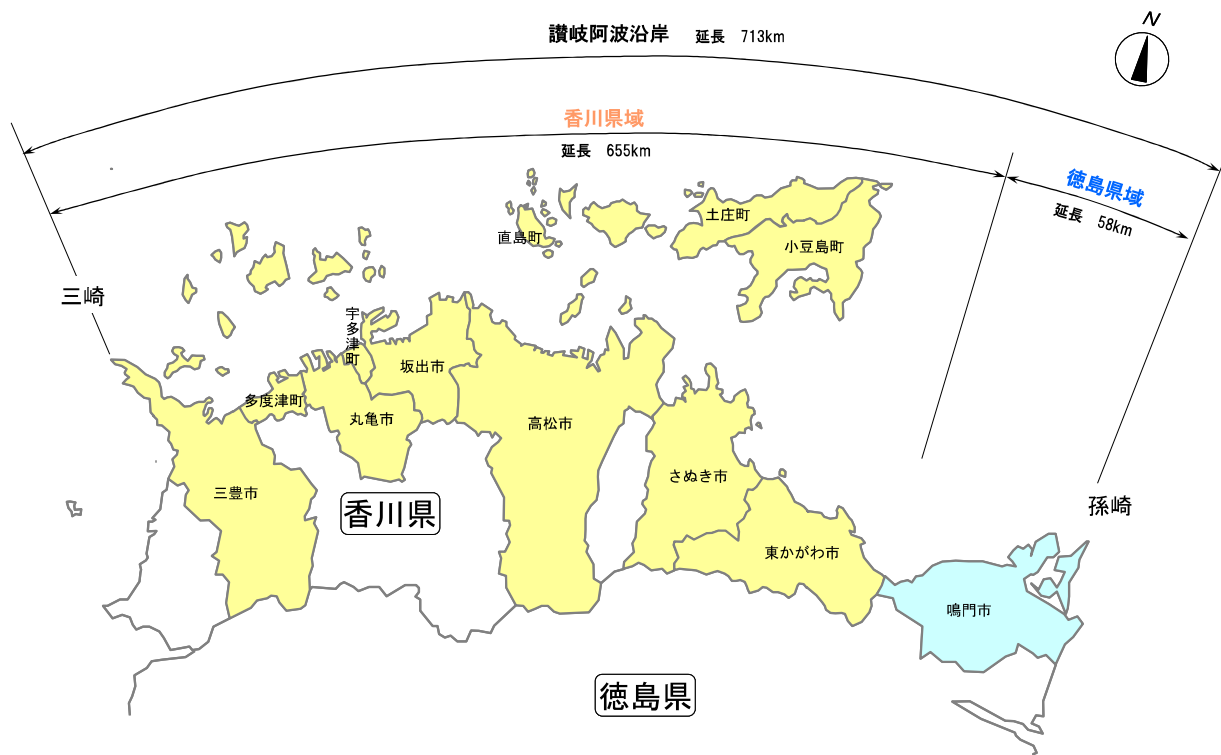 N
讃岐阿波沿岸 延長 713km
香川県域
延長 655km
徳島県域
延長 58km
土庄町
直島町
小豆島町
三崎
宇多津町
坂出市
多度津町
丸亀市
高松市
さぬき市
三豊市
香川県
孫崎
東かがわ市
鳴門市
徳島県